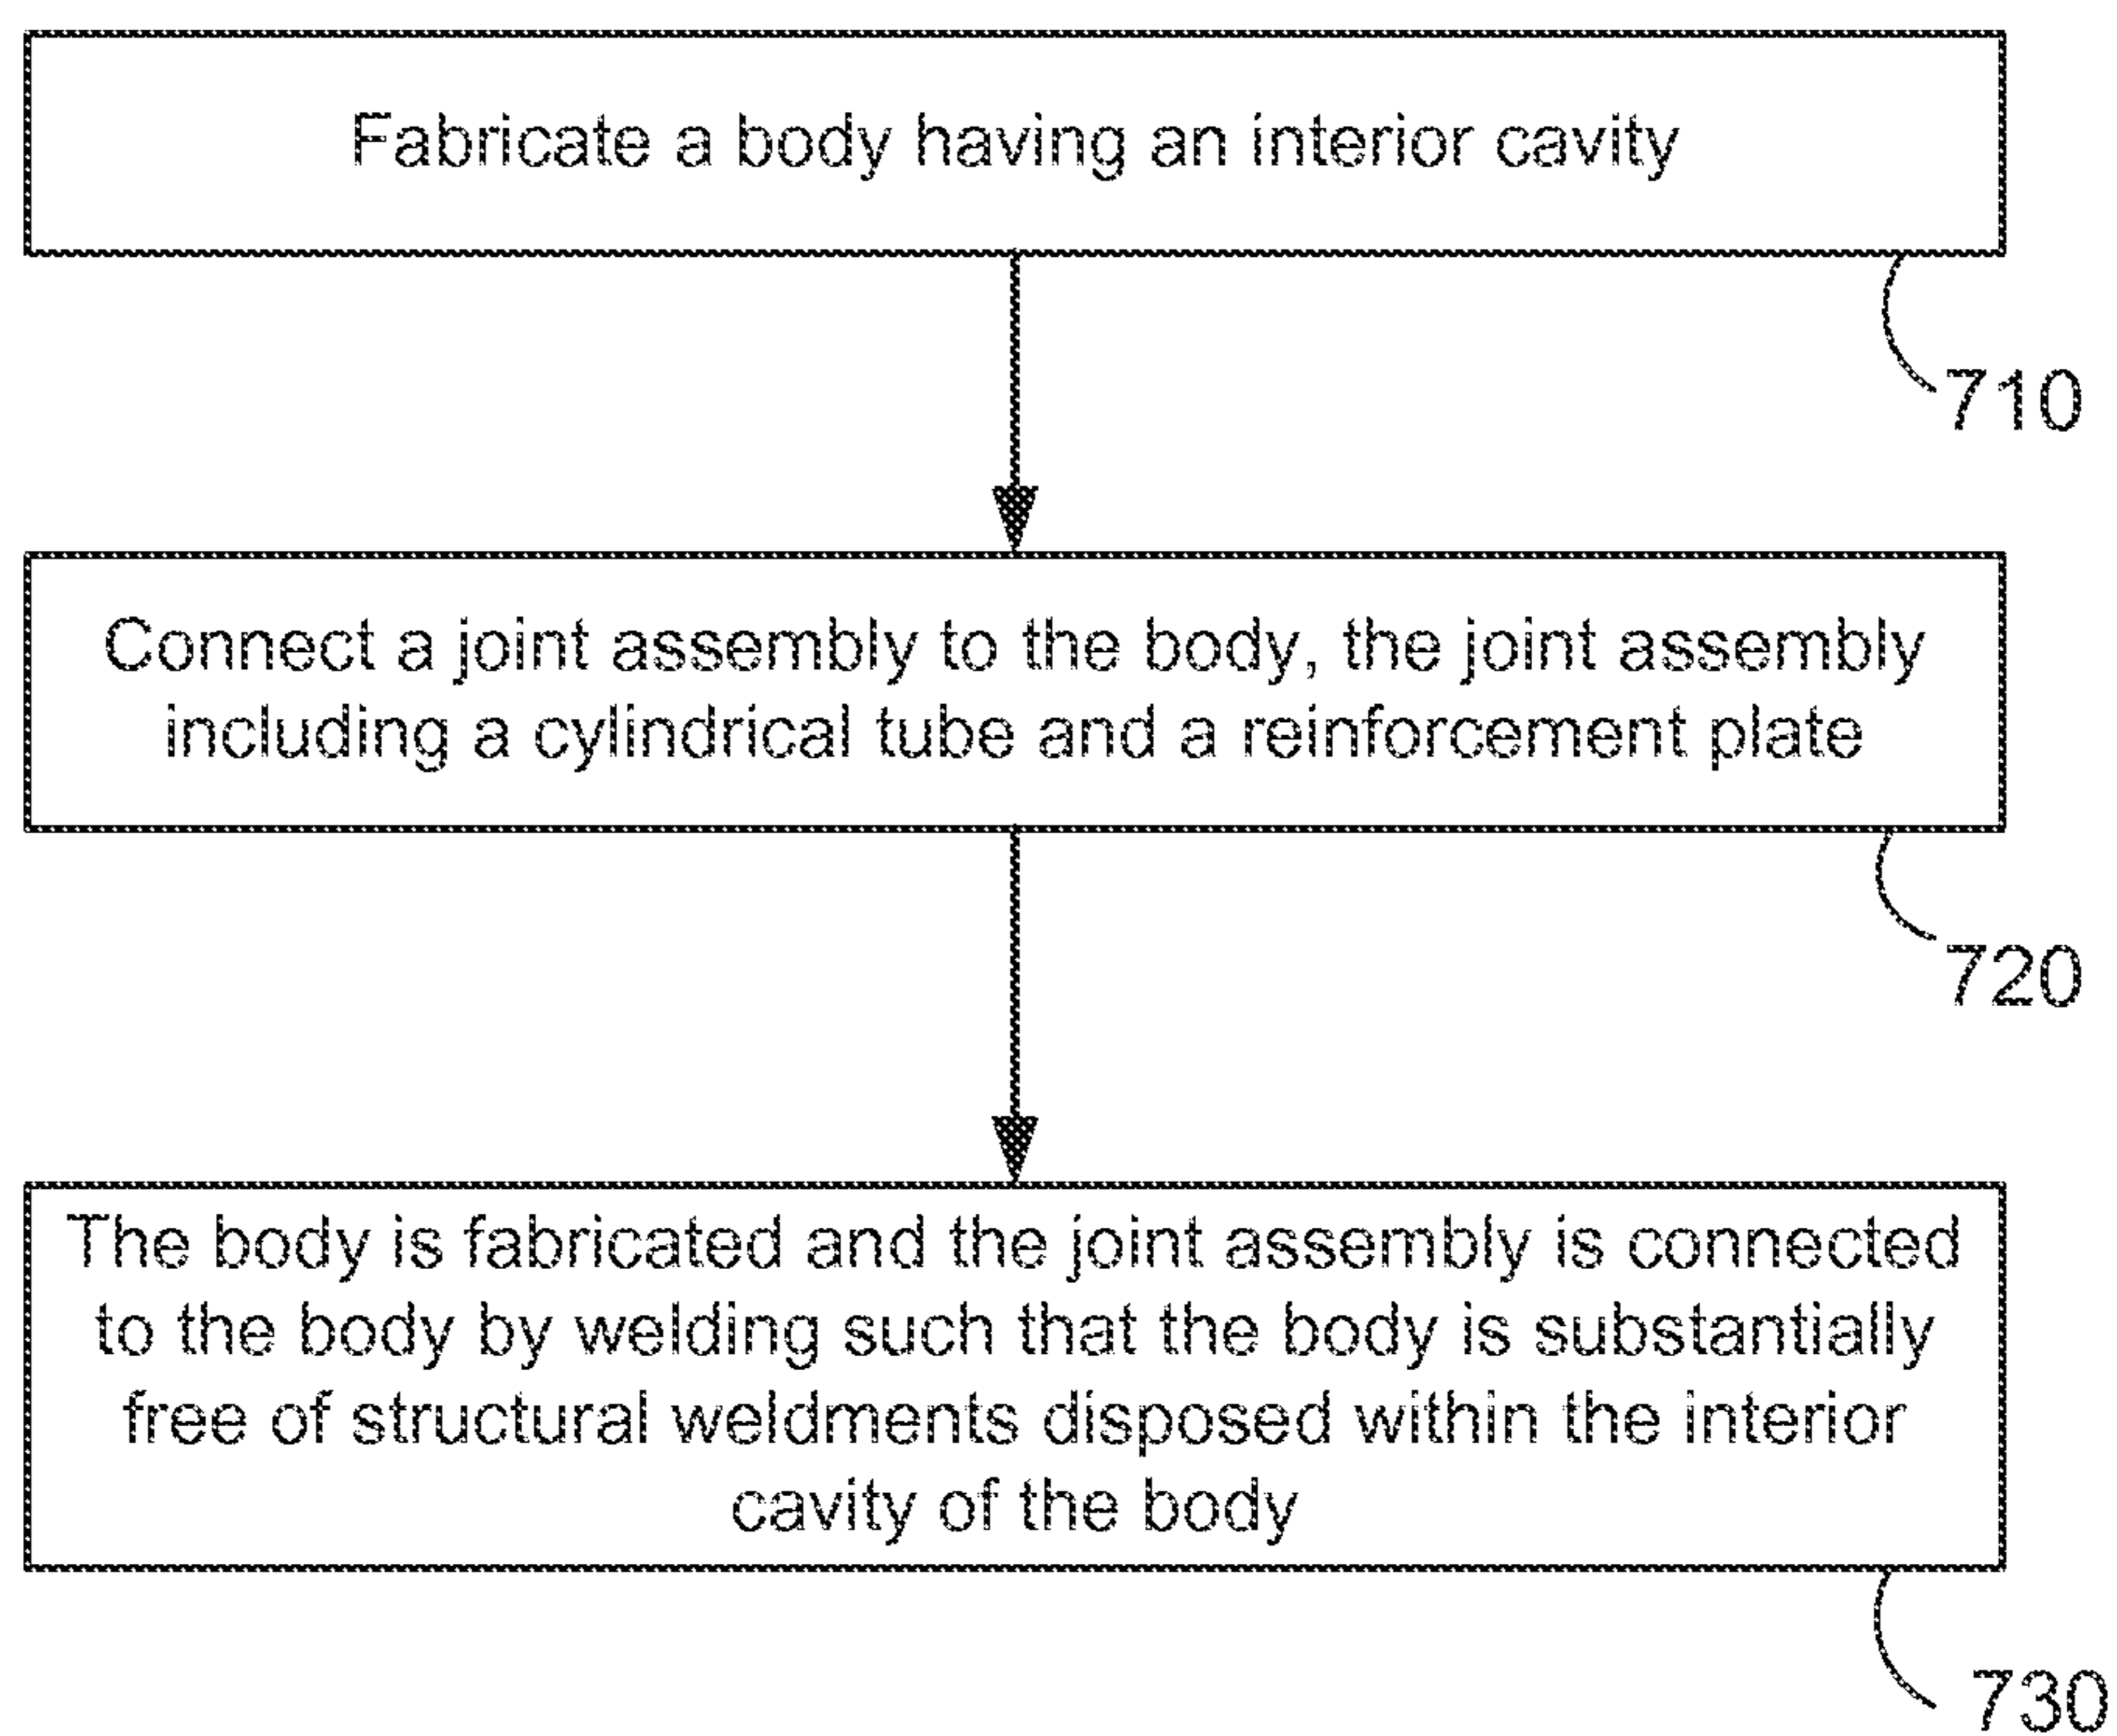 Fabricate a body having an interior cavity
710
Connect a joint assembly to the body, the joint assembly
including a cylindrical tube and a reinforcement plate
720
The body is fabricated and the joint assembly is connected
to the body by welding such that the body is substantially
free of structural weldments disposed within the interior
cavity of the body
730